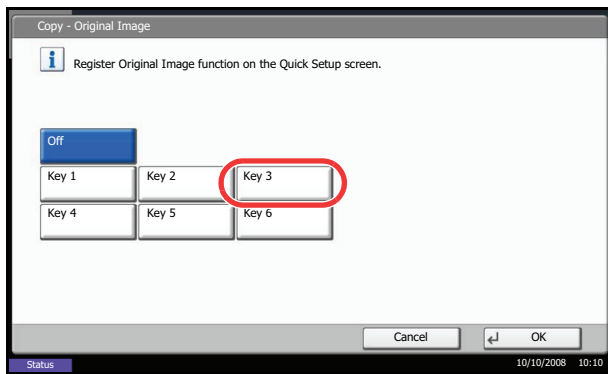 Copy - Original Image
i Register Original Image function on the Quick Setup screen.
Off
Key 1 Key 2 Key 3
Key 4 Key 5 Key 6
Cancel OK
Status 10/10/2008 10:10